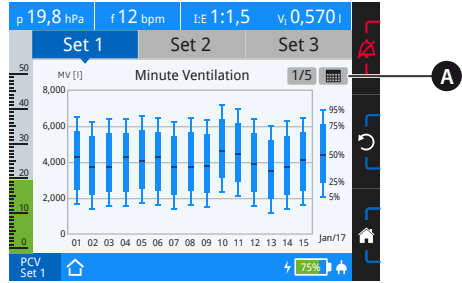 p 19,8 hPa f 12 bpm I:E 1:1,5 Vt 0,570 l
Set 1 Set 2 Set 3
MV [l] Minute Ventilation 1/5
A
50
40
30
20
10
0
8,000
6,000
4,000
2,000
0
95%
75%
50%
25%
5%
01 02 03 04 05 06 07 08 09 10 11 12 13 14 15 Jan/17
PCV
Set 1
75%